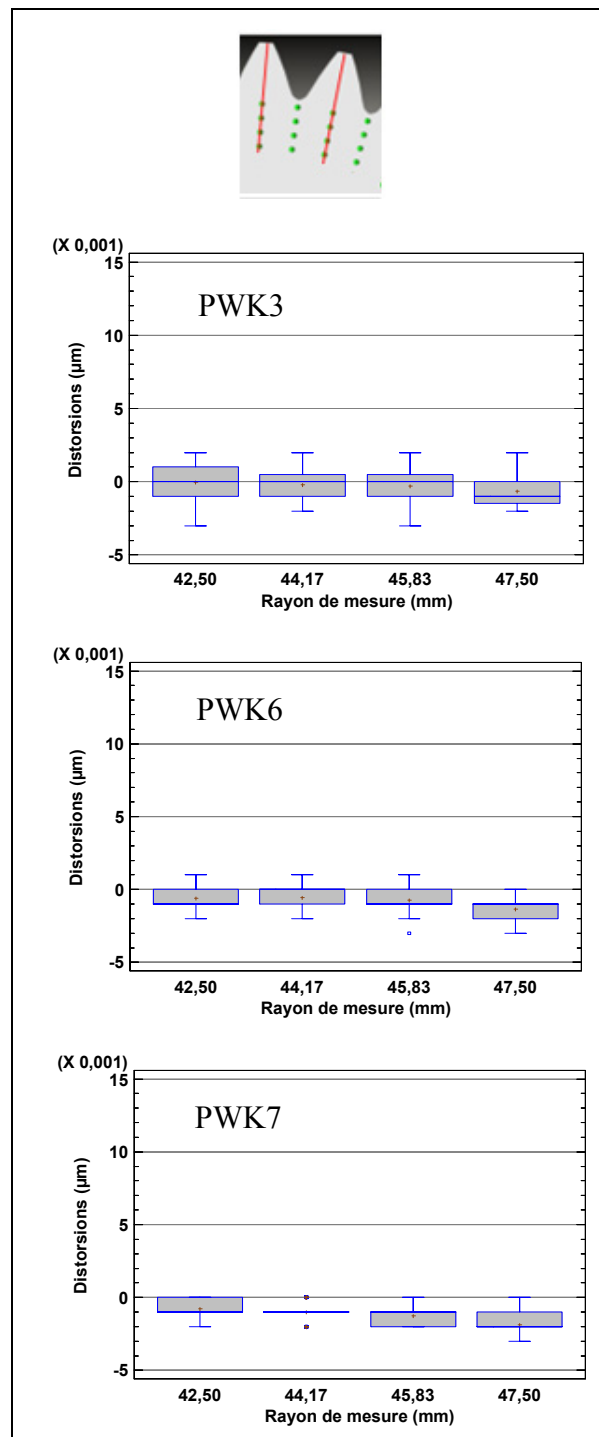 (X 0,001)
15
PWK3
10
5
0
-5
Distorsions (µm)
42,50 44,17 45,83 47,50
Rayon de mesure (mm)
(X 0,001)
15
PWK6
10
5
0
-5
Distorsions (µm)
42,50 44,17 45,83 47,50
Rayon de mesure (mm)
(X 0,001)
15
PWK7
10
5
0
-5
Distorsions (µm)
42,50 44,17 45,83 47,50
Rayon de mesure (mm)